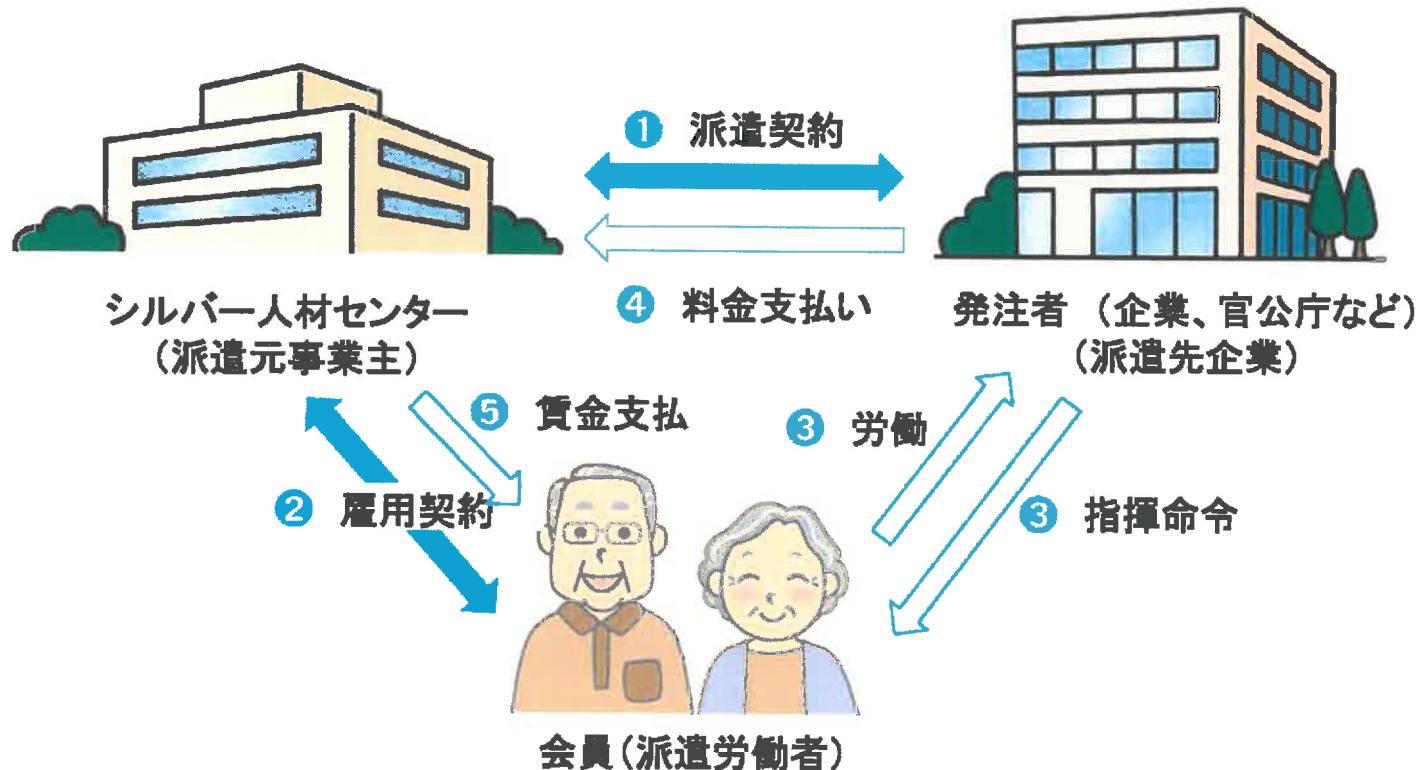 ❶ 派遣契約
❹ 料金支払い
シルバー人材センター
（派遣元事業主）
発注者 （企業、官公庁など）
（派遣先企業）
❺ 賃金支払
❸ 労働
❷ 雇用契約
❸ 指揮命令
会員（派遣労働者）